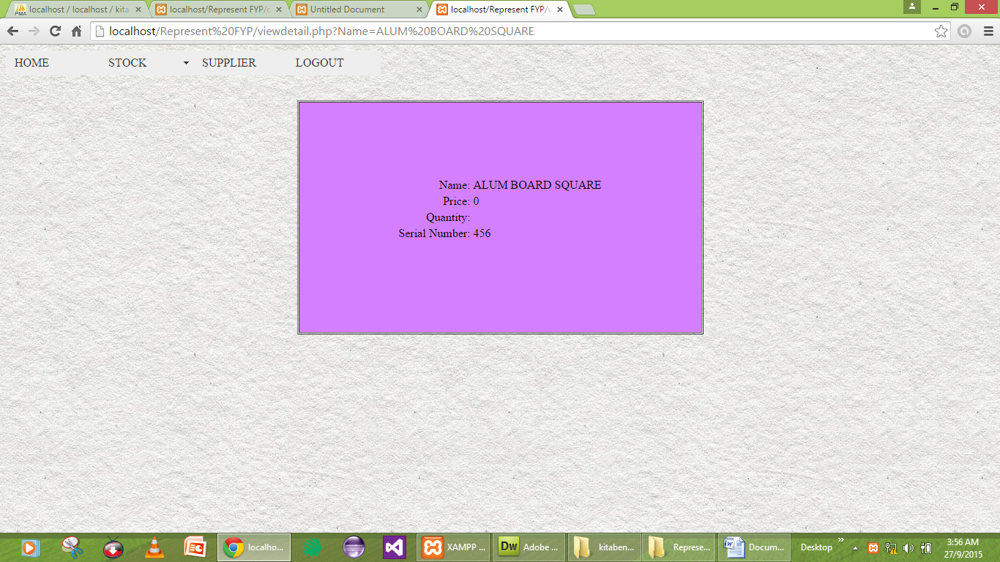 localhost / localhost / kita
localhost/Represent FYP/
Untitled Document
localhost/Represent FYP/
localhost/Represent%20FYP/viewdetail.php?Name=ALUM%20BOARD%20SQUARE
HOME STOCK SUPPLIER LOGOUT
Name: ALUM BOARD SQUARE
Price: 0
Quantity:
Serial Number: 456
localho...
XAMPP ...
Dw Adobe ...
kitaben...
Represe...
Docum...
Desktop
3:56 AM
27/9/2015